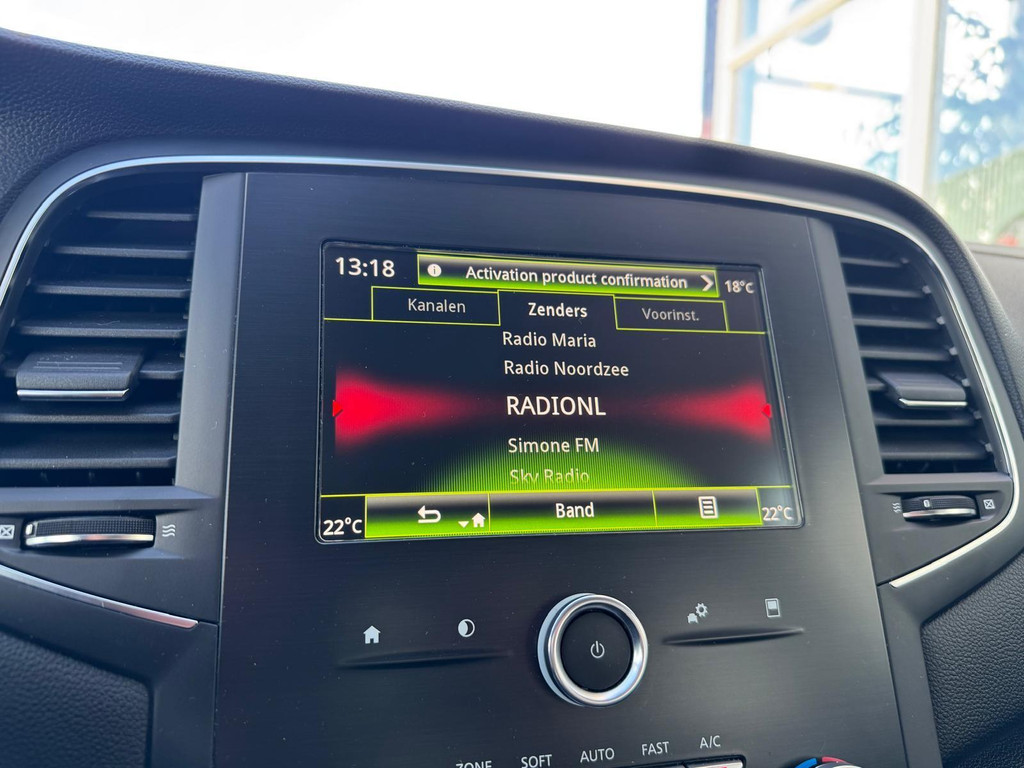 13:18
Activation product confirmation
18°C
Kanalen
Zenders
Voorinst.
Radio Maria
Radio Noordzee
RADIONL
Simone FM
Sky Radio
22°C
Band
22°C
ZONE
SOFT
AUTO
FAST
A/C